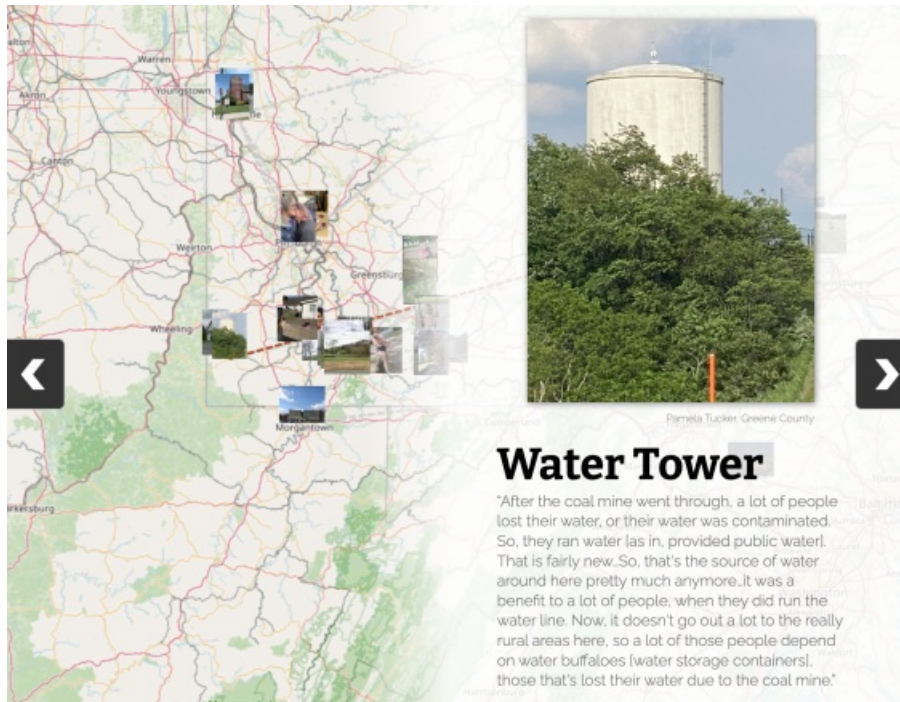 Warren
Youngstown
Akron
Canton
Weirton
Greensburg
Wheeling
Morgantown
Pamela Tucker, Greene County
Water Tower
“After the coal mine went through, a lot of people
lost their water, or their water was contaminated.
So, they ran water [as in, provided public water].
That is fairly new…So, that's the source of water
around here pretty much anymore…it was a
benefit to a lot of people, when they did run the
water line. Now, it doesn't go out a lot to the really
rural areas here, so a lot of those people depend
on water buffaloes [water storage containers],
those that's lost their water due to the coal mine.”